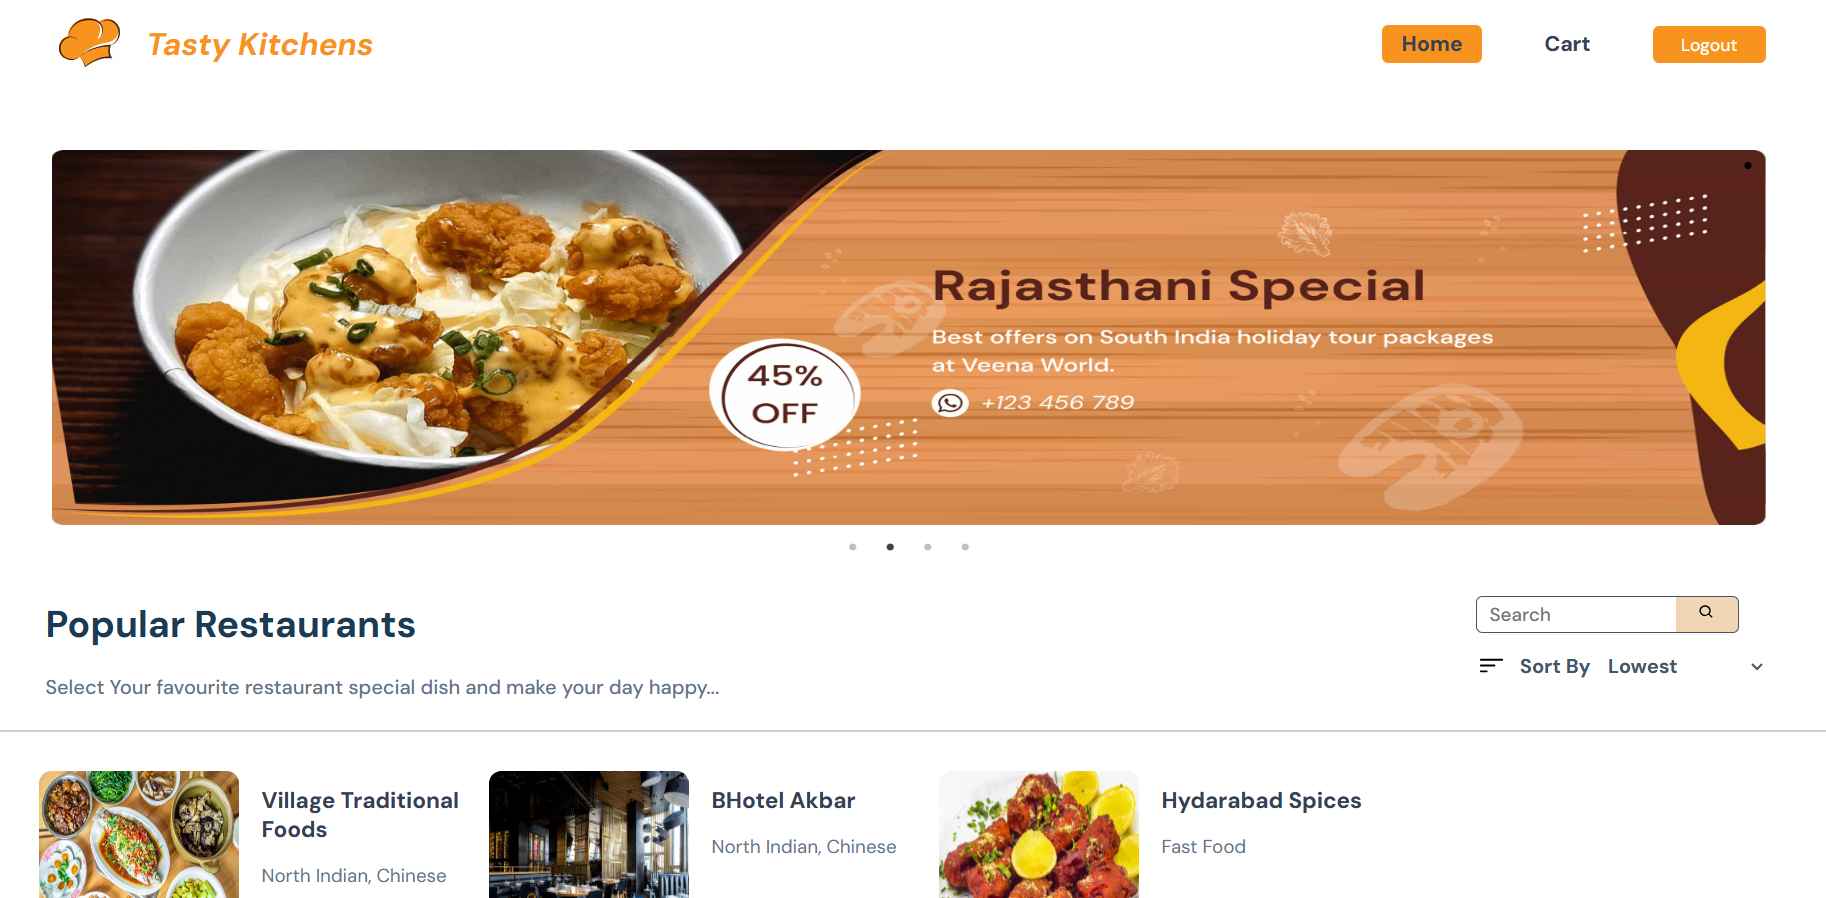 Tasty Kitchens
Home
Cart
Logout
Rajasthani Special
Best offers on South India holiday tour packages
at Veena World.
+123 456 789
45%
OFF
Popular Restaurants
Search
Select Your favourite restaurant special dish and make your day happy...
Sort By
Lowest
Village Traditional
Foods
North Indian, Chinese
BHotel Akbar
North Indian, Chinese
Hydarabad Spices
Fast Food